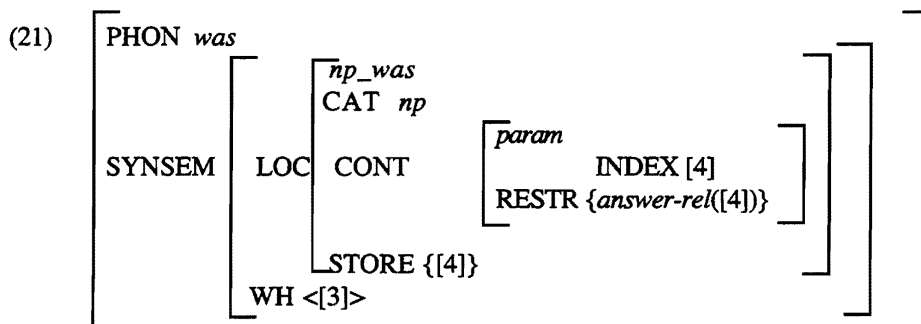 (21)
PHON was
np_was
CAT np
param
SYNSEM LOC CONT INDEX [4]
RESTR {answer-rel([4])}
STORE {[4]}
WH <[3]>